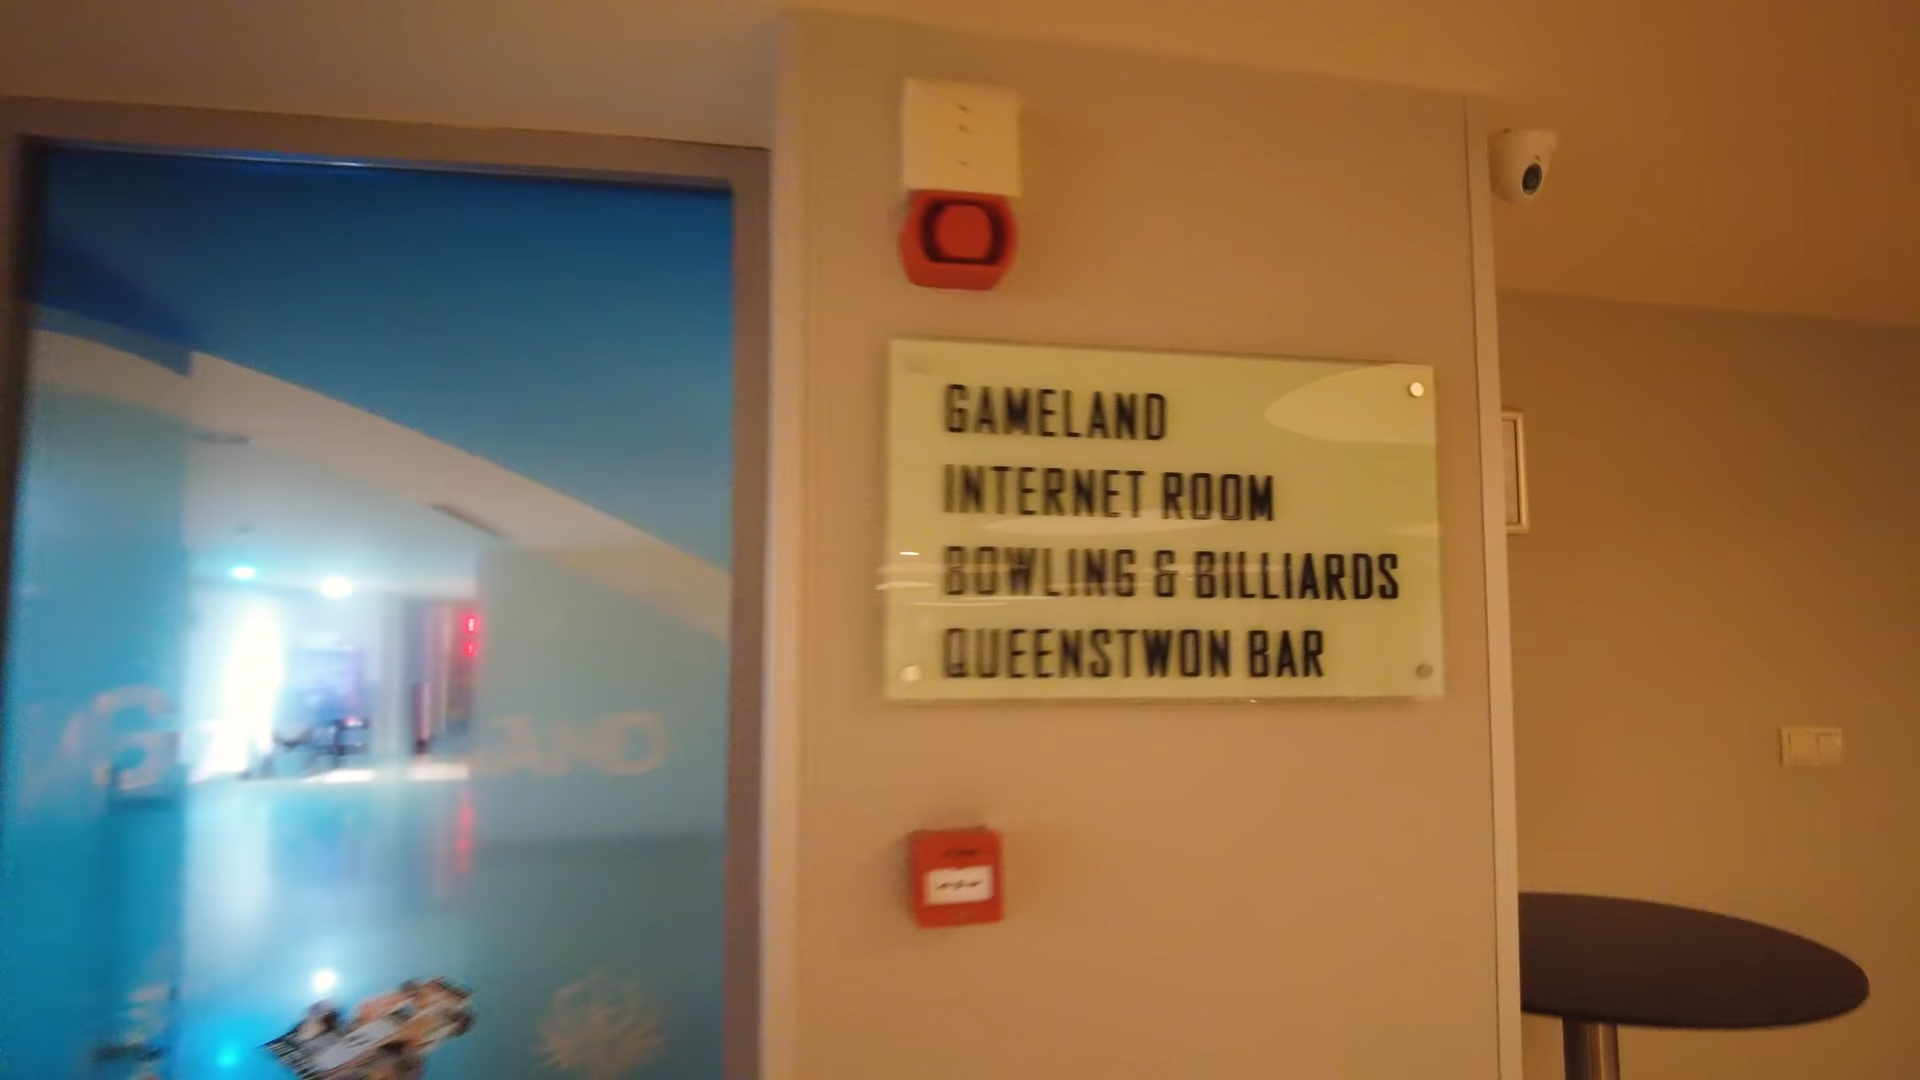 GAMELAND
INTERNET ROOM
BOWLING & BILLIARDS
QUEENSTWON BAR